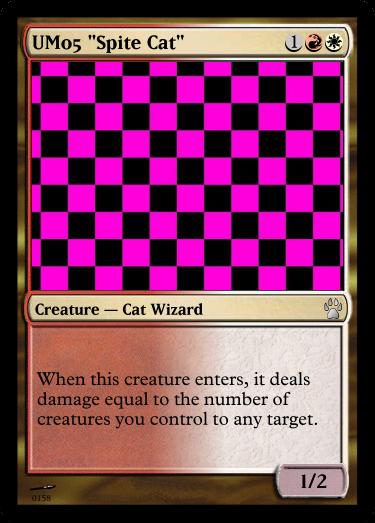 UM05 "Spite Cat" 1
Creature — Cat Wizard
When this creature enters, it deals
damage equal to the number of
creatures you control to any target.
1/2
0158